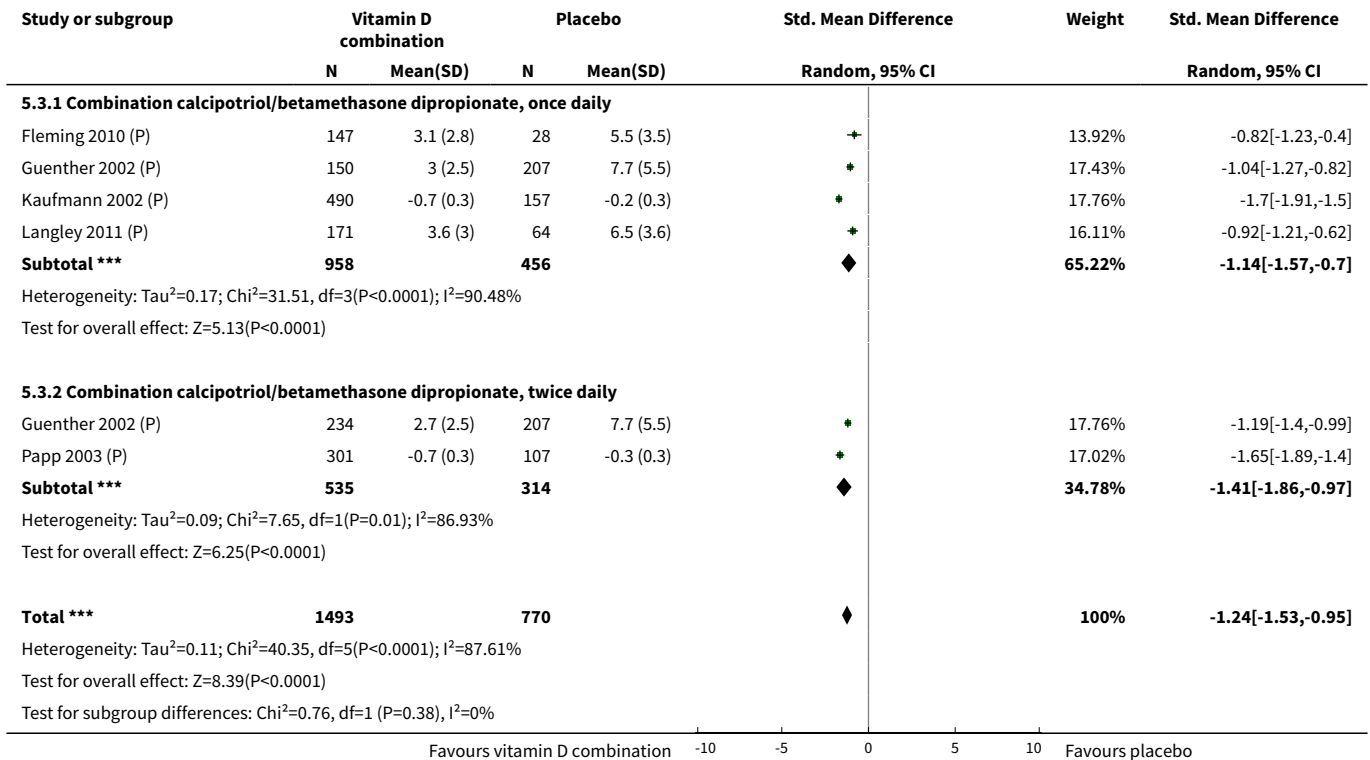 Study or subgroup Vitamin D combination Placebo Std. Mean Difference Weight Std. Mean Difference
N Mean(SD) N Mean(SD) Random, 95% CI Random, 95% CI
5.3.1 Combination calcipotriol/betamethasone dipropionate, once daily
Fleming 2010 (P) 147 3.1 (2.8) 28 5.5 (3.5) 13.92% -0.82[-1.23,-0.4]
Guenther 2002 (P) 150 3 (2.5) 207 7.7 (5.5) 17.43% -1.04[-1.27,-0.82]
Kaufmann 2002 (P) 490 -0.7 (0.3) 157 -0.2 (0.3) 17.76% -1.7[-1.91,-1.5]
Langley 2011 (P) 171 3.6 (3) 64 6.5 (3.6) 16.11% -0.92[-1.21,-0.62]
Subtotal *** 958 456 65.22% -1.14[-1.57,-0.7]
Heterogeneity: Tau²=0.17; Chi²=31.51, df=3(P<0.0001); I²=90.48%
Test for overall effect: Z=5.13(P<0.0001)
5.3.2 Combination calcipotriol/betamethasone dipropionate, twice daily
Guenther 2002 (P) 234 2.7 (2.5) 207 7.7 (5.5) 17.76% -1.19[-1.4,-0.99]
Papp 2003 (P) 301 -0.7 (0.3) 107 -0.3 (0.3) 17.02% -1.65[-1.89,-1.4]
Subtotal *** 535 314 34.78% -1.41[-1.86,-0.97]
Heterogeneity: Tau²=0.09; Chi²=7.65, df=1(P=0.01); I²=86.93%
Test for overall effect: Z=6.25(P<0.0001)
Total *** 1493 770 100% -1.24[-1.53,-0.95]
Heterogeneity: Tau²=0.11; Chi²=40.35, df=5(P<0.0001); I²=87.61%
Test for overall effect: Z=8.39(P<0.0001)
Test for subgroup differences: Chi²=0.76, df=1 (P=0.38), I²=0%
Favours vitamin D combination -10 -5 0 5 10 Favours placebo